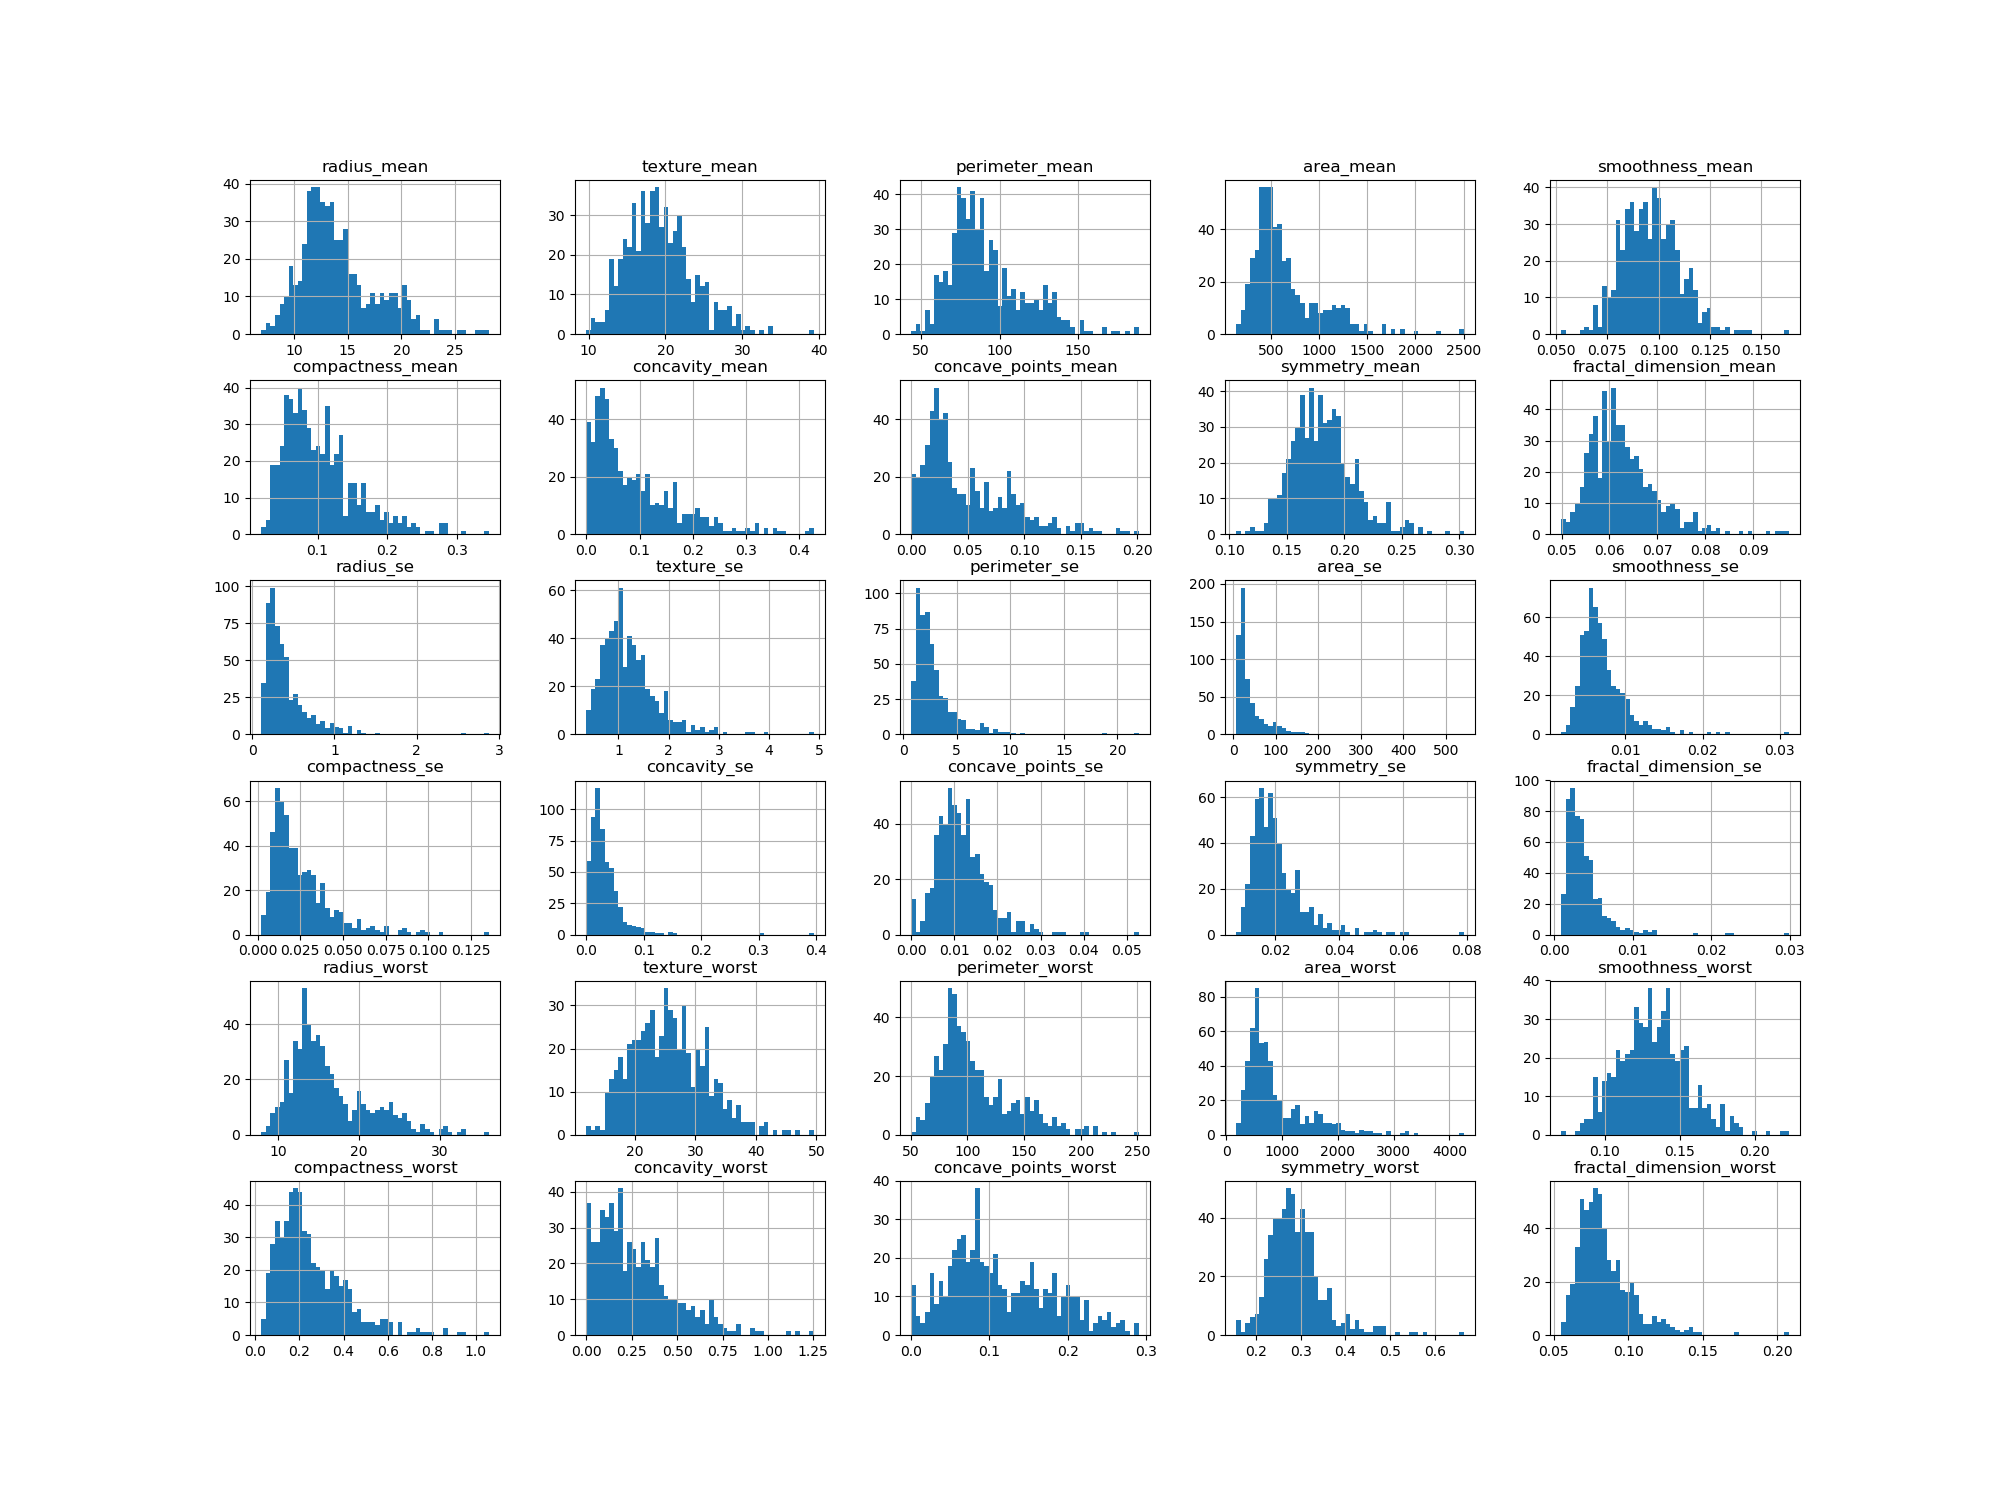 radius_mean texture_mean perimeter_mean area_mean smoothness_mean
40 30 20 10 0
10 15 20 25
30 20 10 0
10 20 30 40
40 30 20 10 0
50 100 150
40 20 0
500 1000 1500 2000 2500
40 30 20 10 0
0.050 0.075 0.100 0.125 0.150
compactness_mean concavity_mean concave_points_mean symmetry_mean fractal_dimension_mean
40 30 20 10 0
0.1 0.2 0.3
40 20 0
0.0 0.1 0.2 0.3 0.4
40 20 0
0.00 0.05 0.10 0.15 0.20
40 30 20 10 0
0.10 0.15 0.20 0.25 0.30
40 30 20 10 0
0.05 0.06 0.07 0.08 0.09
radius_se texture_se perimeter_se area_se smoothness_se
100 75 50 25 0
0 1 2 3
60 40 20 0
1 2 3 4 5
100 75 50 25 0
0 5 10 15 20
200 150 100 50 0
0 100 200 300 400 500
60 40 20 0
0.01 0.02 0.03
compactness_se concavity_se concave_points_se symmetry_se fractal_dimension_se
60 40 20 0
0.000 0.025 0.050 0.075 0.100 0.125
100 75 50 25 0
0.0 0.1 0.2 0.3 0.4
40 20 0
0.00 0.01 0.02 0.03 0.04 0.05
60 40 20 0
0.02 0.04 0.06 0.08
100 80 60 40 20 0
0.00 0.01 0.02 0.03
radius_worst texture_worst perimeter_worst area_worst smoothness_worst
40 20 0
10 20 30
30 20 10 0
20 30 40 50
40 20 0
50 100 150 200 250
80 60 40 20 0
0 1000 2000 3000 4000
40 30 20 10 0
0.10 0.15 0.20
compactness_worst concavity_worst concave_points_worst symmetry_worst fractal_dimension_worst
40 30 20 10 0
0.0 0.2 0.4 0.6 0.8 1.0
40 30 20 10 0
0.00 0.25 0.50 0.75 1.00 1.25
40 30 20 10 0
0.0 0.1 0.2 0.3
40 20 0
0.2 0.3 0.4 0.5 0.6
40 20 0
0.05 0.10 0.15 0.20